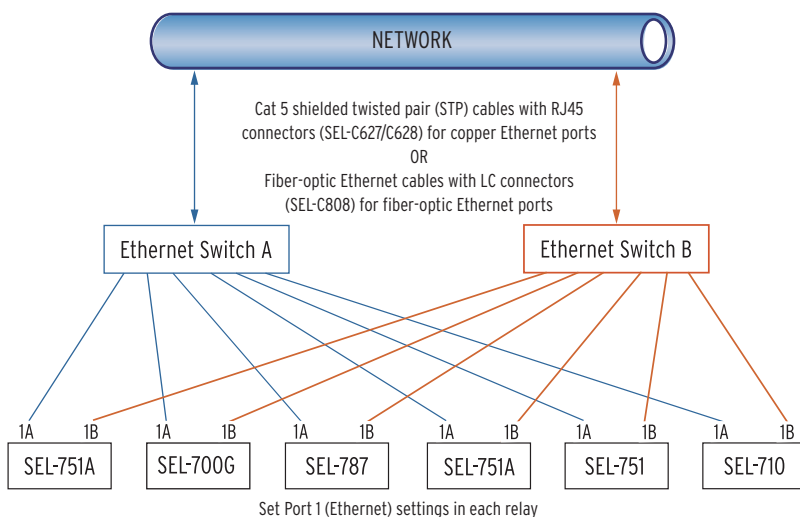 NETWORK
Cat 5 shielded twisted pair (STP) cables with RJ45
connectors (SEL-C627/C628) for copper Ethernet ports
OR
Fiber-optic Ethernet cables with LC connectors
(SEL-C808) for fiber-optic Ethernet ports
Ethernet Switch A
Ethernet Switch B
1A 1B 1A 1B 1A 1B 1A 1B 1A 1B 1A 1B
SEL-751A SEL-700G SEL-787 SEL-751A SEL-751 SEL-710
Set Port 1 (Ethernet) settings in each relay